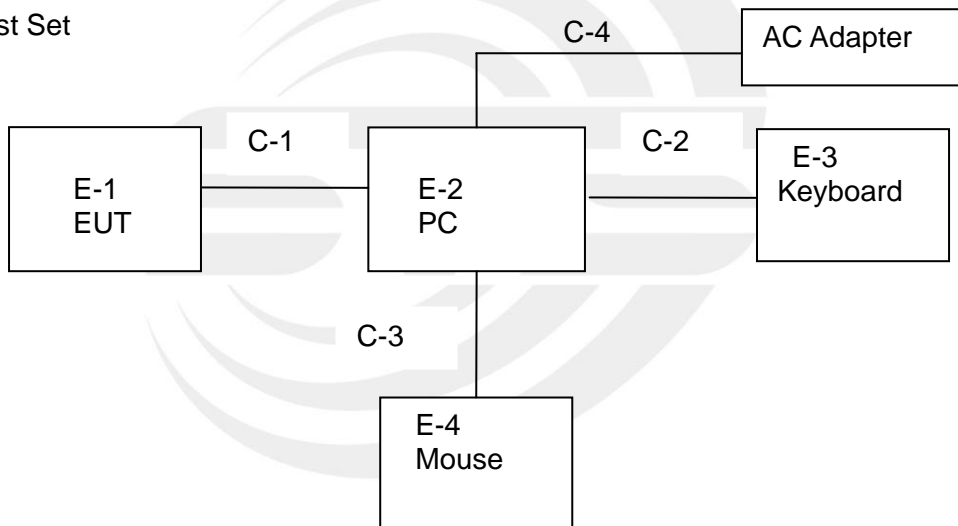 st Set
C-4
AC Adapter
C-1
C-2
E-1
EUT
E-2
PC
E-3
Keyboard
C-3
E-4
Mouse